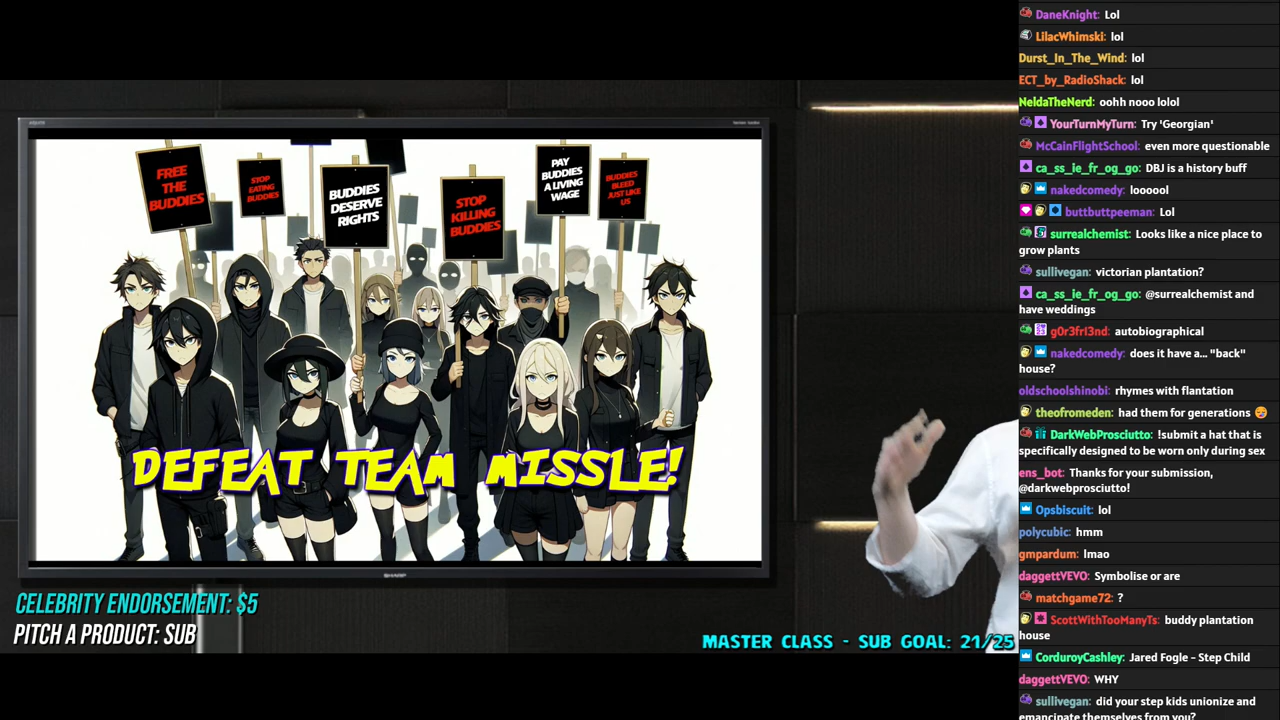 FREE
THE
BUDDIES
STOP
EATING
BUDDIES
BUDDIES
DESERVE
RIGHTS
STOP
KILLING
BUDDIES
PAY
BUDDIES
A LIVING
WAGE
BUDDIES
BLEED
JUST LIKE
US
DEFEAT TEAM MISSLE!
SHARP
CELEBRITY ENDORSEMENT: $5
PITCH A PRODUCT: SUB
MASTER CLASS - SUB GOAL: 21/25
DaneKnight: Lol
LilacWhimski: lol
Durst_In_The_Wind: lol
ECT_by_RadioShack: lol
NeldaTheNerd: oohh nooo lolol
YourTurnMyTurn: Try 'Georgian'
McCainFlightSchool: even more questionable
ca_ss_ie_fr_og_go: DBJ is a history buff
nakedcomedy: loooool
buttbuttpeeman: Lol
surrealchemist: Looks like a nice place to
grow plants
sullivegan: victorian plantation?
ca_ss_ie_fr_og_go: @surrealchemist and
have weddings
g0r3frI3nd: autobiographical
nakedcomedy: does it have a... "back"
house?
oldschoolshinobi: rhymes with flantation
theofromeden: had them for generations
DarkWebProsciutto: !submit a hat that is
specifically designed to be worn only during sex
ens_bot: Thanks for your submission,
@darkwebprosciutto!
Opsbiscuit: lol
polycubic: hmm
gmpardum: lmao
daggettVEVO: Symbolise or are
matchgame72: ?
ScottWithTooManyTs: buddy plantation
house
CorduroyCashley: Jared Fogle - Step Child
daggettVEVO: WHY
sullivegan: did your step kids unionize and
emancipate themselves from you?